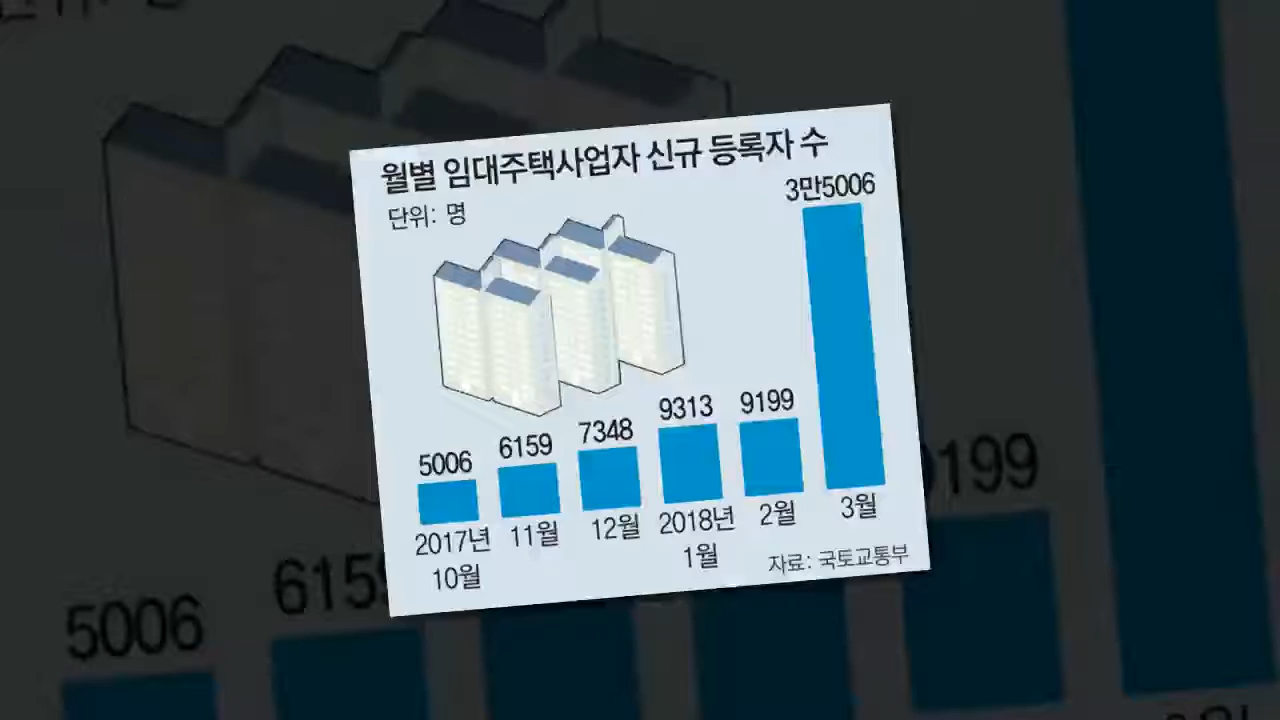 월별 임대주택사업자 신규 등록자 수
단위: 명
3만5006
9313
9199
7348
6159
5006
2017년 10월
11월
12월
2018년 1월
2월
3월
자료: 국토교통부
5006
6159
9199